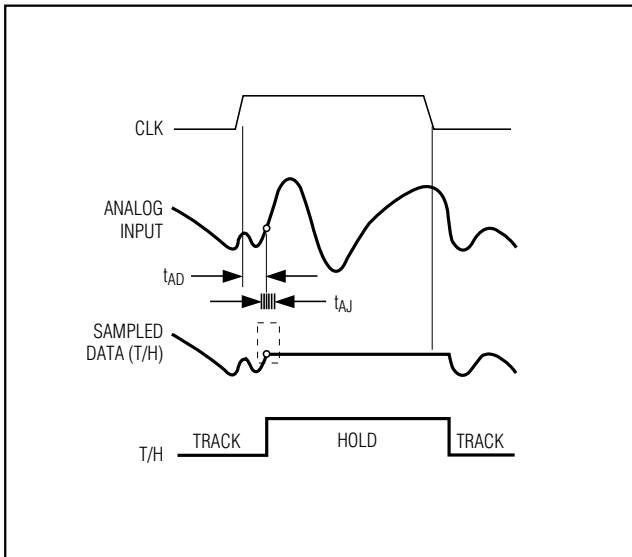 CLK
ANALOG
INPUT
tAD
tAJ
SAMPLED
DATA (T/H)
T/H
TRACK
HOLD
TRACK